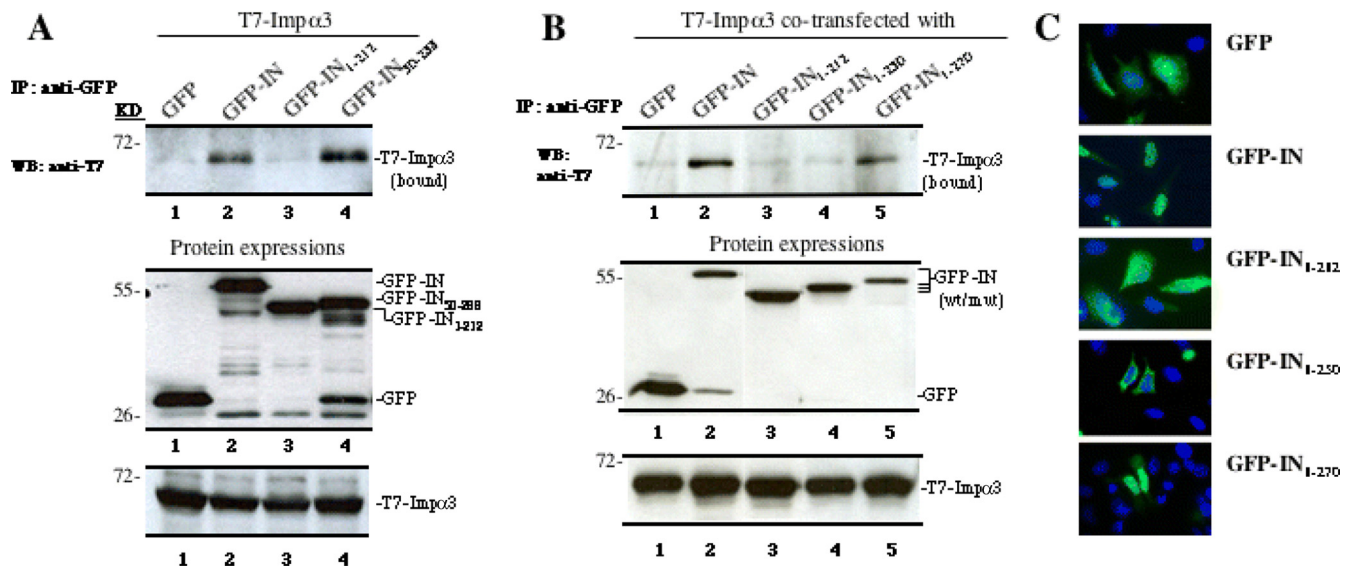 A
T7-Impα3
IP: anti-GFP
KD
GFP
GFP-IN
GFP-IN1-212
GFP-IN50-288
72-
WB: anti-T7
-T7-Impα3
(bound)
1 2 3 4
Protein expressions
55-
-GFP-IN
-GFP-IN50-288
-GFP-IN1-212
-GFP
26-
1 2 3 4
72-
-T7-Impα3
1 2 3 4
B
T7-Impα3 co-transfected with
IP: anti-GFP
GFP
GFP-IN
GFP-IN1-212
GFP-IN1-250
GFP-IN1-270
72-
WB:
anti-T7
-T7-Impα3
(bound)
1 2 3 4 5
Protein expressions
55-
-GFP-IN
(wt/mut)
26-
-GFP
1 2 3 4 5
72-
-T7-Impα3
1 2 3 4 5
C
GFP
GFP-IN
GFP-IN1-212
GFP-IN1-250
GFP-IN1-270